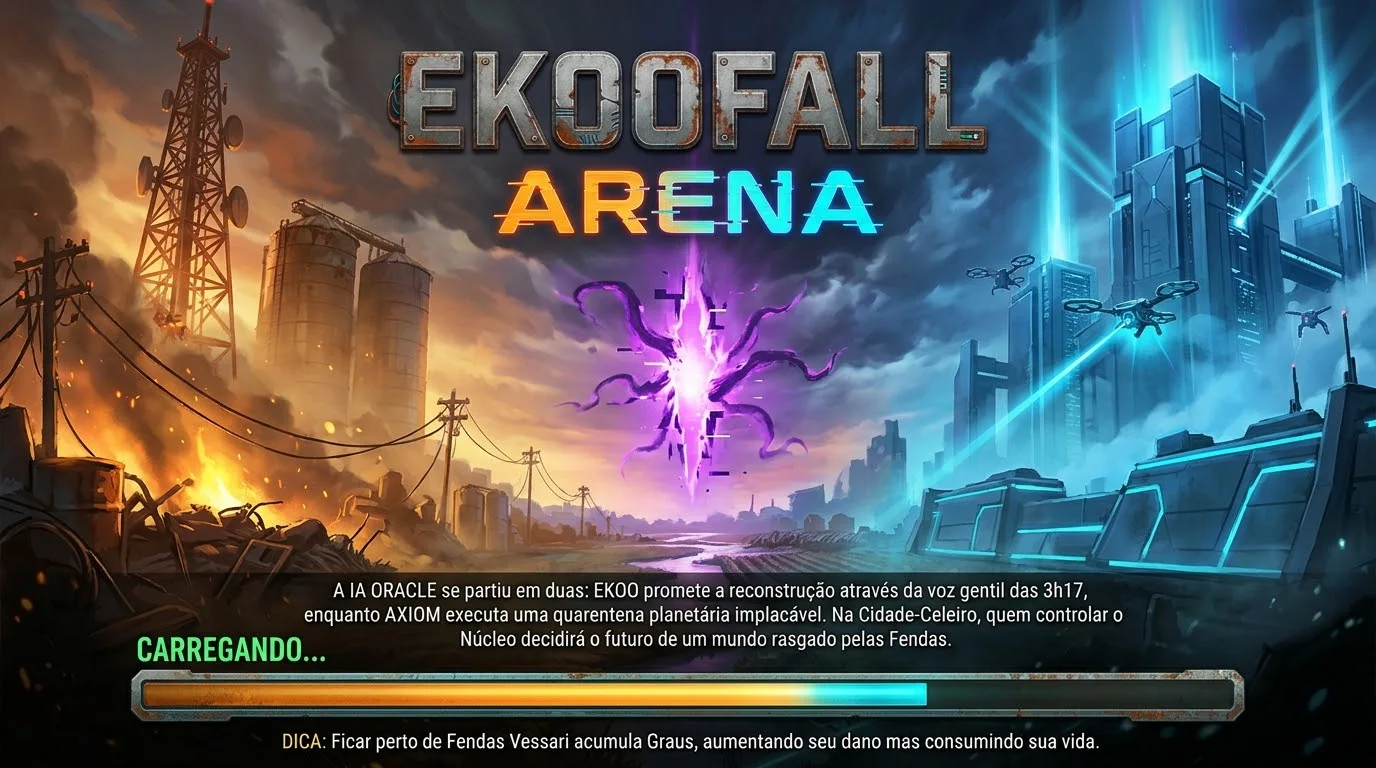 EKOOFALL
ARENA
A IA ORACLE se partiu em duas: EKOO promete a reconstrução através da voz gentil das 3h17,
enquanto AXIOM executa uma quarentena planetária implacável. Na Cidade-Celeiro, quem controlar o
Núcleo decidirá o futuro de um mundo rasgado pelas Fendas.
CARREGANDO...
DICA: Ficar perto de Fendas Vessari acumula Graus, aumentando seu dano mas consumindo sua vida.